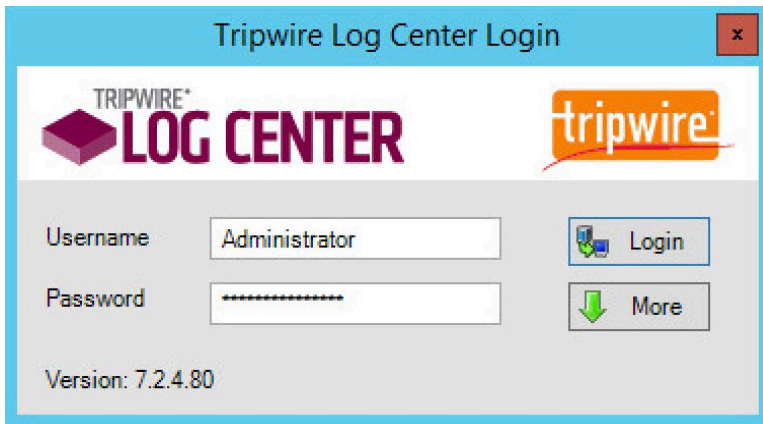 Tripwire Log Center Login
x
TRIPWIRE®
LOG CENTER
tripwire®
Username
Administrator
Login
Password
***************
More
Version: 7.2.4.80